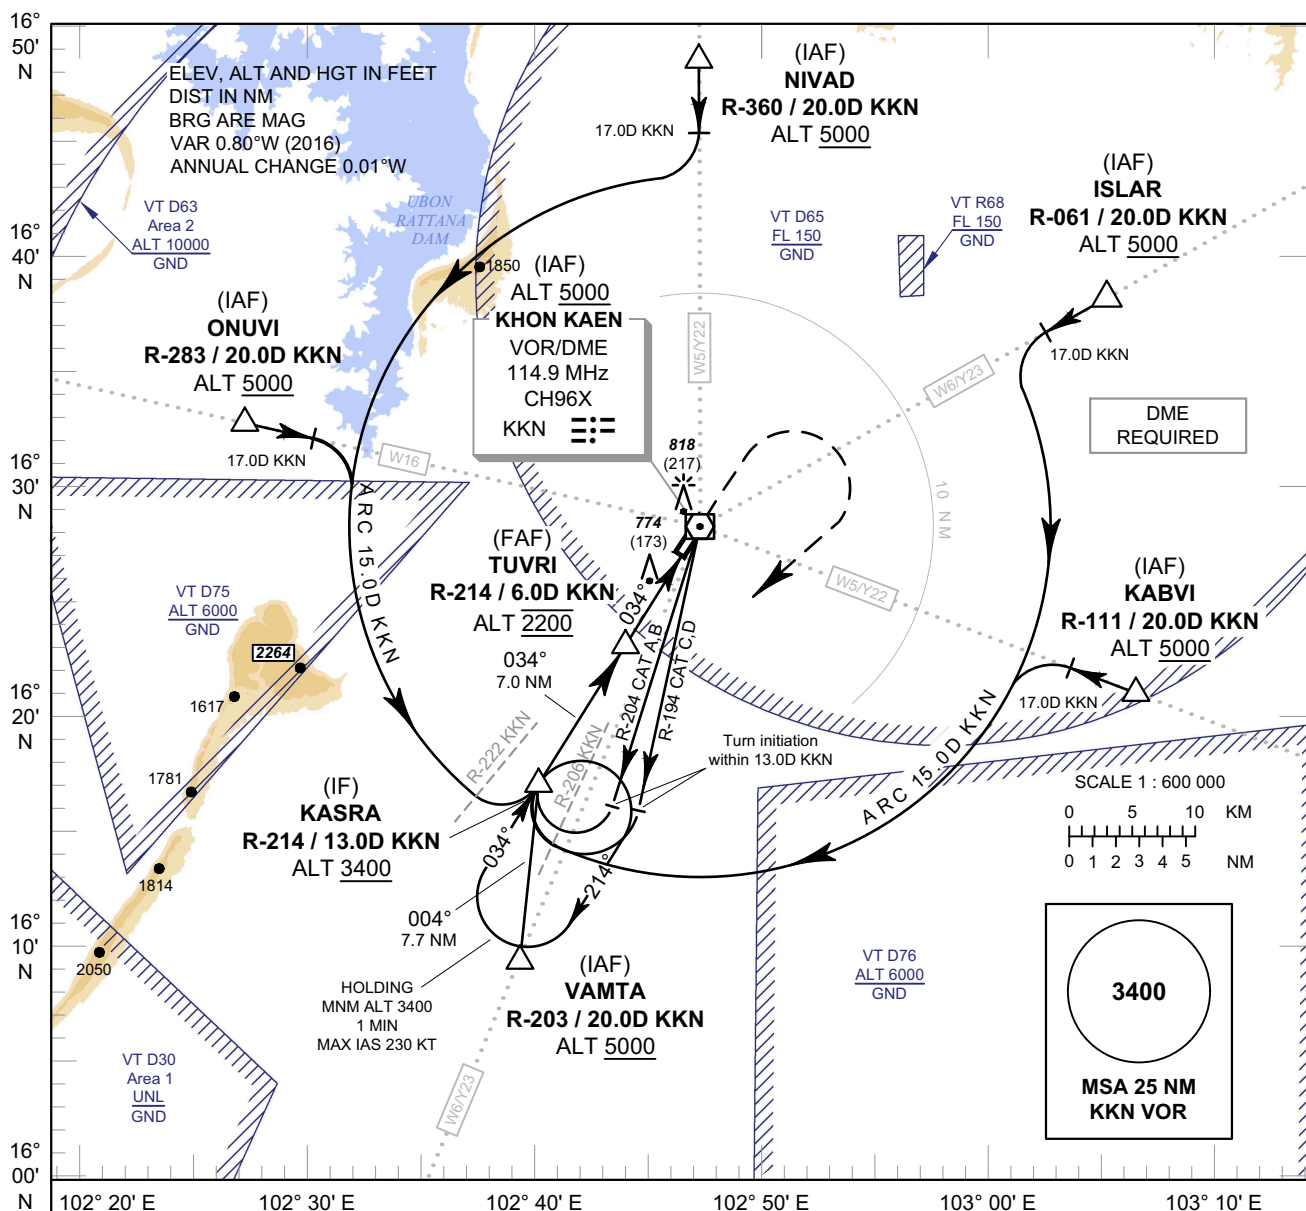 16°
50'
N
ELEV, ALT AND HGT IN FEET
DIST IN NM
BRG ARE MAG
VAR 0.80°W (2016)
ANNUAL CHANGE 0.01°W
(IAF)
NIVAD
R-360 / 20.0D KKN
ALT 5000
17.0D KKN
(IAF)
ISLAR
R-061 / 20.0D KKN
ALT 5000
17.0D KKN
VT D63
Area 2
ALT 10000
GND
UBON
RATTANA
DAM
VT D65
FL 150
GND
VT R68
FL 150
GND
16°
40'
N
1850
(IAF)
ALT 5000
KHON KAEN
VOR/DME
114.9 MHz
CH96X
KKN
(IAF)
ONUVI
R-283 / 20.0D KKN
ALT 5000
17.0D KKN
W5/Y22
W6/Y23
W16
DME
REQUIRED
818
(217)
10 NM
16°
30'
N
774
(173)
(FAF)
TUVRI
R-214 / 6.0D KKN
ALT 2200
034°
034°
7.0 NM
ARC 15.0D KKN
W5/Y22
(IAF)
KABVI
R-111 / 20.0D KKN
ALT 5000
17.0D KKN
VT D75
ALT 6000
GND
2264
1617
1781
1814
2050
16°
20'
N
R-204 CAT A,B
R-194 CAT C,D
R-222 KKN
R-206 KKN
Turn initiation
within 13.0D KKN
ARC 15.0D KKN
SCALE 1 : 600 000
0 5 10 KM
0 1 2 3 4 5 NM
(IF)
KASRA
R-214 / 13.0D KKN
ALT 3400
034°
214°
004°
7.7 NM
HOLDING
MNM ALT 3400
1 MIN
MAX IAS 230 KT
(IAF)
VAMTA
R-203 / 20.0D KKN
ALT 5000
16°
10'
N
VT D76
ALT 6000
GND
3400
MSA 25 NM
KKN VOR
VT D30
Area 1
UNL
GND
W6/Y23
16°
00'
N
102° 20' E 102° 30' E 102° 40' E 102° 50' E 103° 00' E 103° 10' E